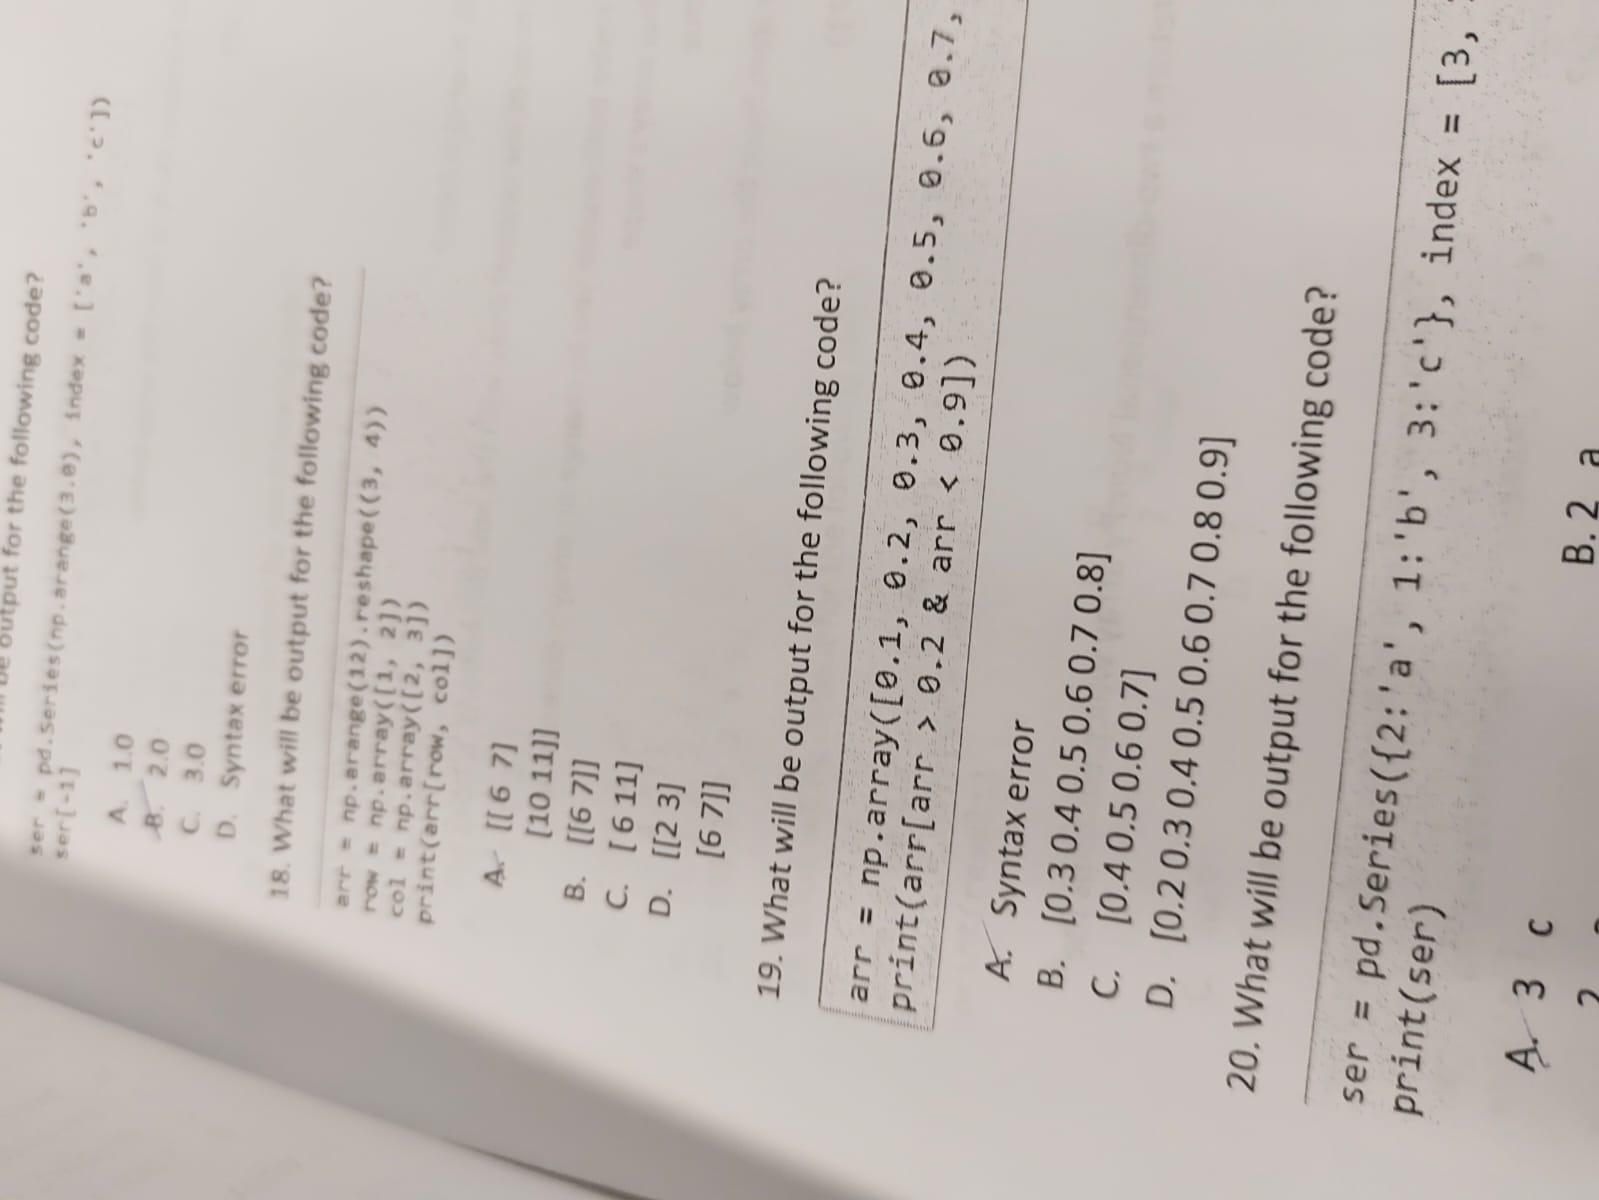 be output for the following code?
ser = pd.Series(np.arange(3.0), index = ['a', 'b', 'c'])
ser[-1]
A. 1.0
B. 2.0
C. 3.0
D. Syntax error
18. What will be output for the following code?
arr = np.arange(12).reshape((3, 4))
row = np.array([1, 2])
col = np.array([2, 3])
print(arr[row, col])
A. [[ 6 7]
[10 11]]
B. [[6 7]]
C. [ 6 11]
D. [[2 3]
[6 7]]
19. What will be output for the following code?
arr = np.array([0.1, 0.2, 0.3, 0.4, 0.5, 0.6, 0.7,
print(arr[arr > 0.2 & arr < 0.9])
A. Syntax error
B. [0.3 0.4 0.5 0.6 0.7 0.8]
C. [0.4 0.5 0.6 0.7]
D. [0.2 0.3 0.4 0.5 0.6 0.7 0.8 0.9]
20. What will be output for the following code?
ser = pd.Series({2:'a', 1:'b', 3:'c'}, index = [3,
print(ser)
A. 3 c
B. 2 a
2